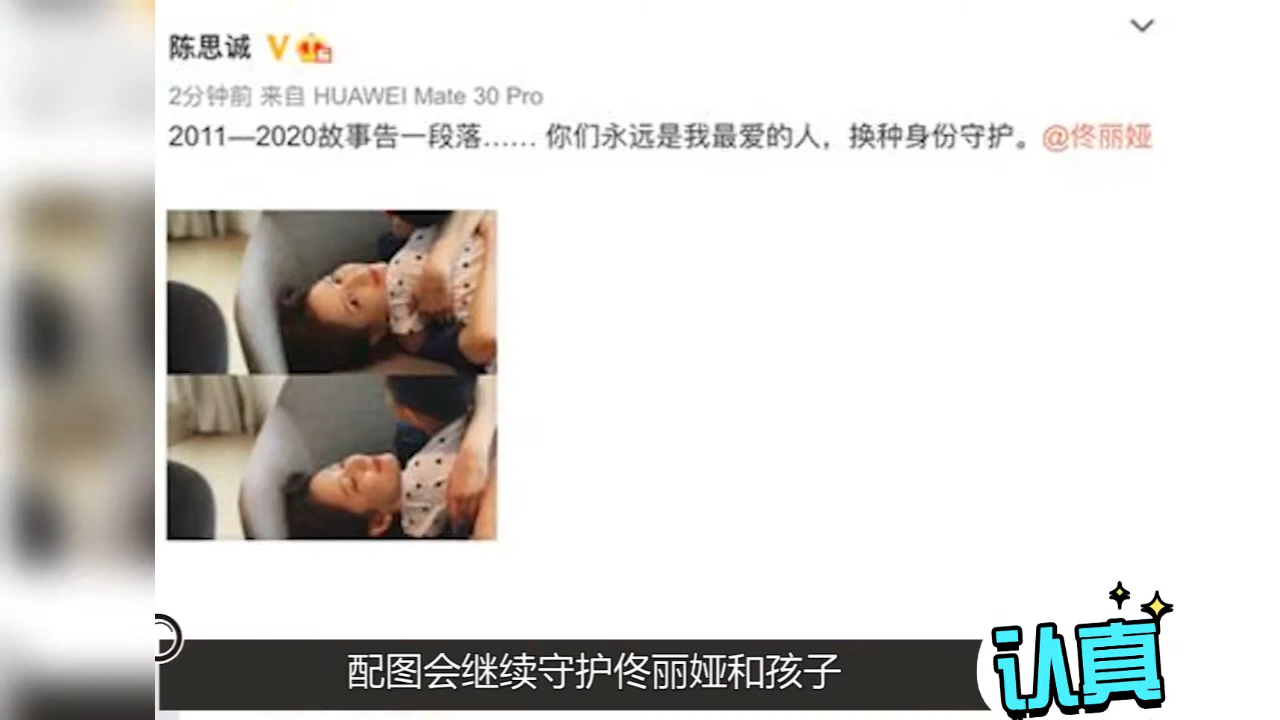 陈思诚
2分钟前 来自 HUAWEI Mate 30 Pro
2011—2020故事告一段落…… 你们永远是我最爱的人，换种身份守护。@佟丽娅
配图会继续守护佟丽娅和孩子
认真